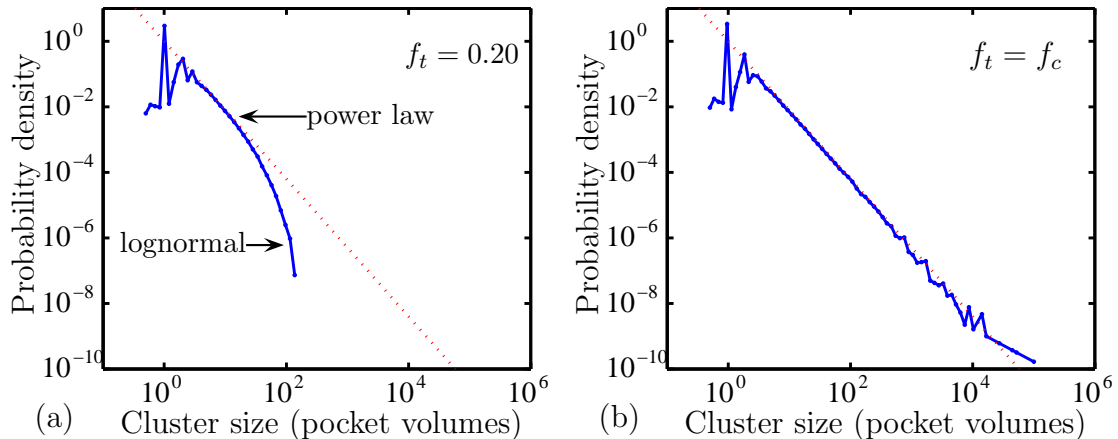 Probability density
10^0
10^−2
10^−4
10^−6
10^−8
10^−10
f_t = 0.20
power law
lognormal
10^0
10^2
10^4
10^6
(a)
Cluster size (pocket volumes)
Probability density
10^0
10^−2
10^−4
10^−6
10^−8
10^−10
f_t = f_c
10^0
10^2
10^4
10^6
(b)
Cluster size (pocket volumes)